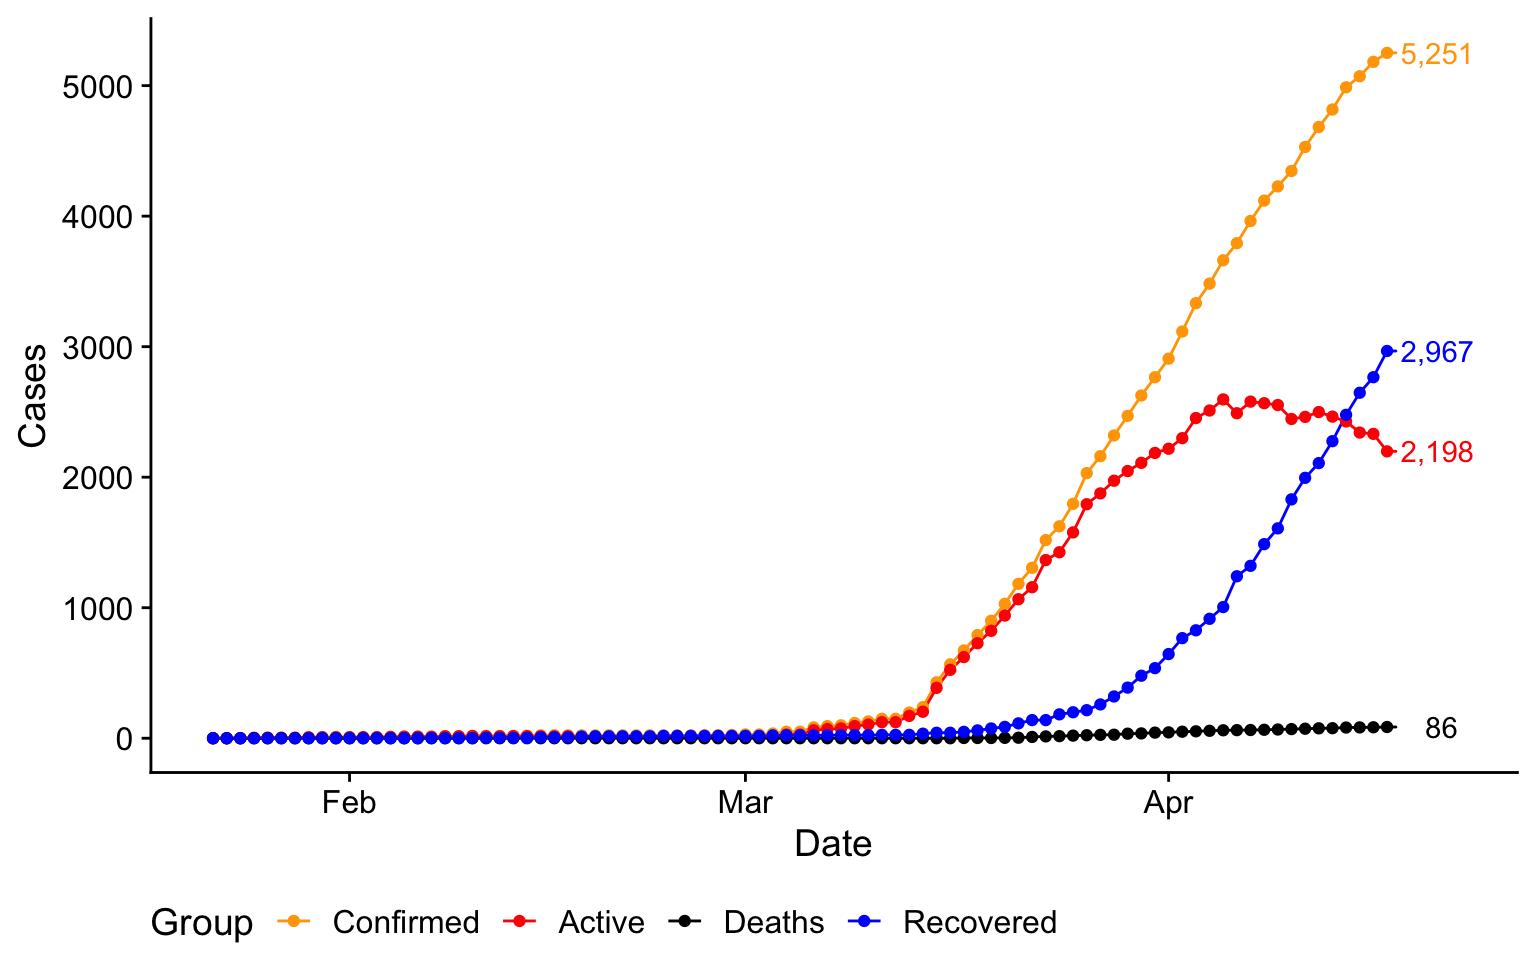 5,251
5000
4000
3000
2,967
2,198
2000
1000
0
86
Cases
Feb Mar Apr
Date
Group Confirmed Active Deaths Recovered